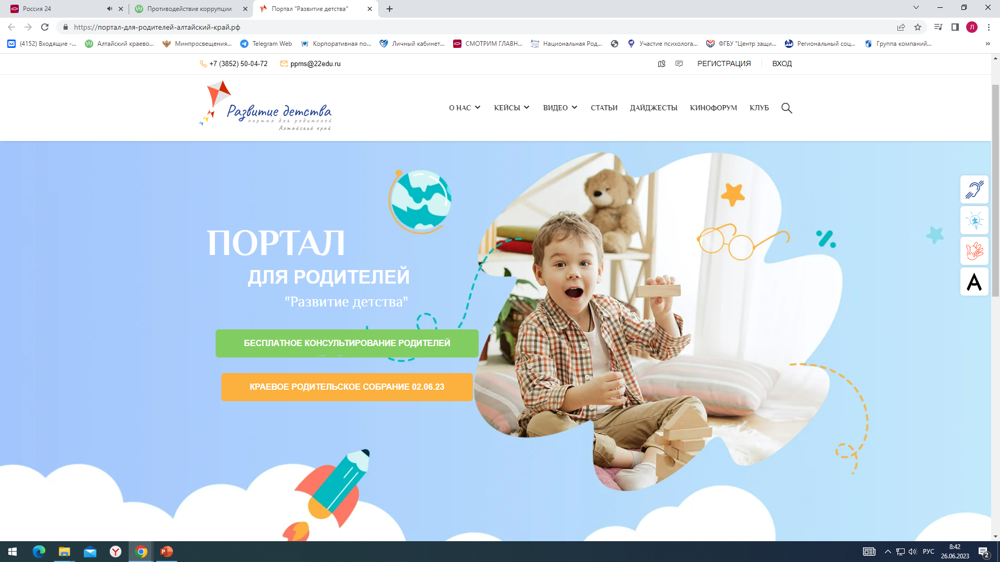 Россия 24
Противодействие коррупции
Портал "Развитие детства"
https://портал-для-родителей-алтайский-край.рф
Л
(4152) Входящие -...
Алтайский краево...
Минпросвещения...
Telegram Web
Корпоративная по...
Личный кабинет...
СМОТРИМ ГЛАВН...
Национальная Род...
Участие психолога...
ФГБУ "Центр защи...
Региональный соц...
Группа компаний...
+7 (3852) 50-04-72
ppms@22edu.ru
РЕГИСТРАЦИЯ
ВХОД
Развитие детства
портал для родителей
Алтайский край
О НАС
КЕЙСЫ
ВИДЕО
СТАТЬИ
ДАЙДЖЕСТЫ
КИНОФОРУМ
КЛУБ
ПОРТАЛ
ДЛЯ РОДИТЕЛЕЙ
"Развитие детства"
БЕСПЛАТНОЕ КОНСУЛЬТИРОВАНИЕ РОДИТЕЛЕЙ
КРАЕВОЕ РОДИТЕЛЬСКОЕ СОБРАНИЕ 02.06.23
A
РУС
8:42
26.06.2023
2